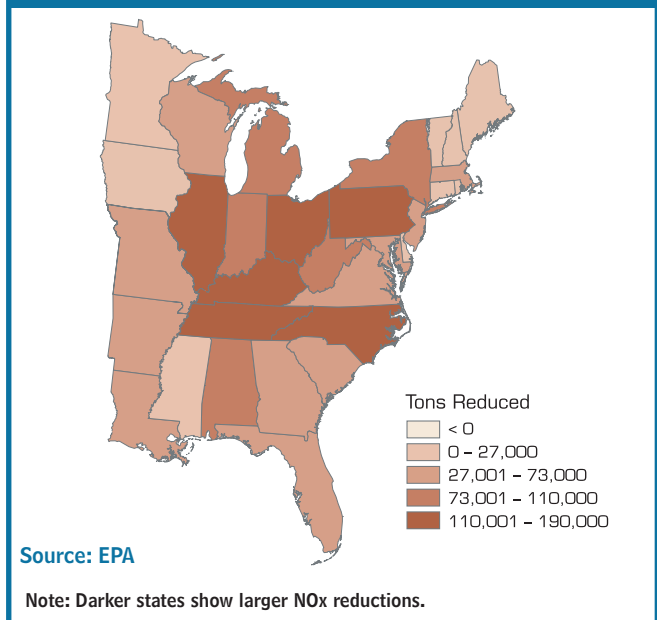 Tons Reduced
< 0
0 – 27,000
27,001 – 73,000
73,001 – 110,000
110,001 – 190,000
Source: EPA
Note: Darker states show larger NOx reductions.